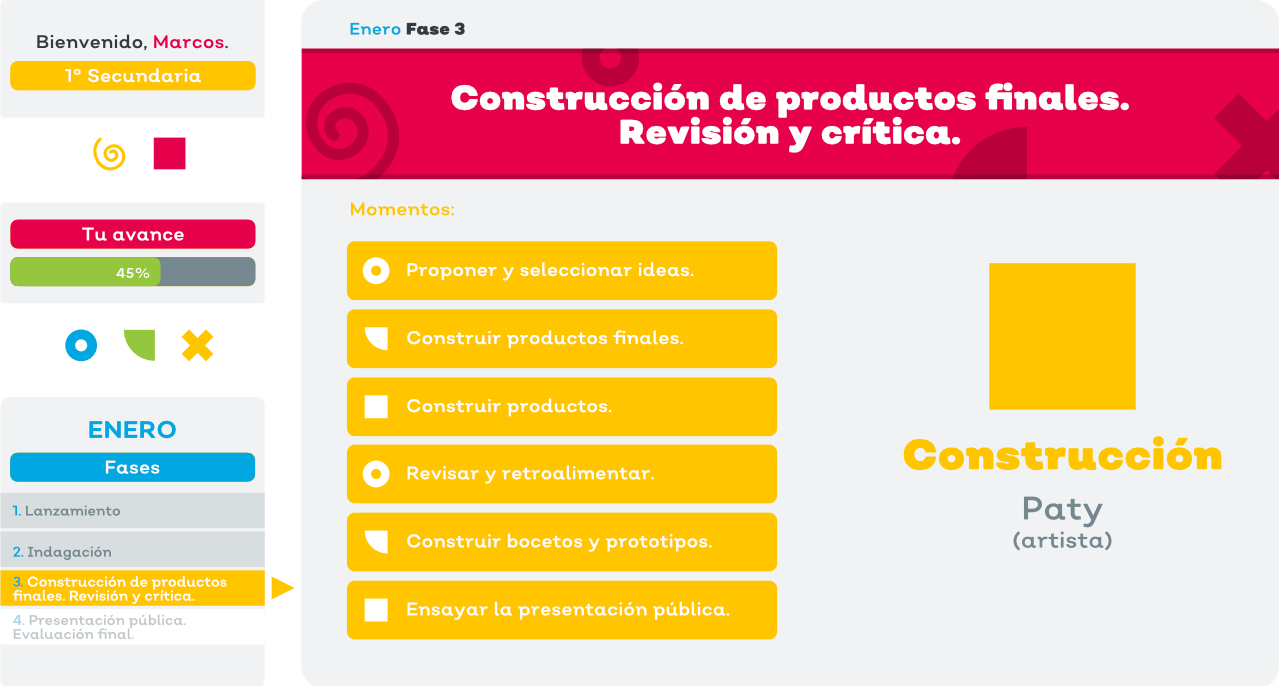 Bienvenido, Marcos.
1º Secundaria
Tu avance
45%
ENERO
Fases
1. Lanzamiento
2. Indagación
3. Construcción de productos
finales. Revisión y crítica.
4. Presentación pública.
Evaluación final.
Enero Fase 3
Construcción de productos finales.
Revisión y crítica.
Momentos:
Proponer y seleccionar ideas.
Construir productos finales.
Construir productos.
Revisar y retroalimentar.
Construir bocetos y prototipos.
Ensayar la presentación pública.
Construcción
Paty
(artista)